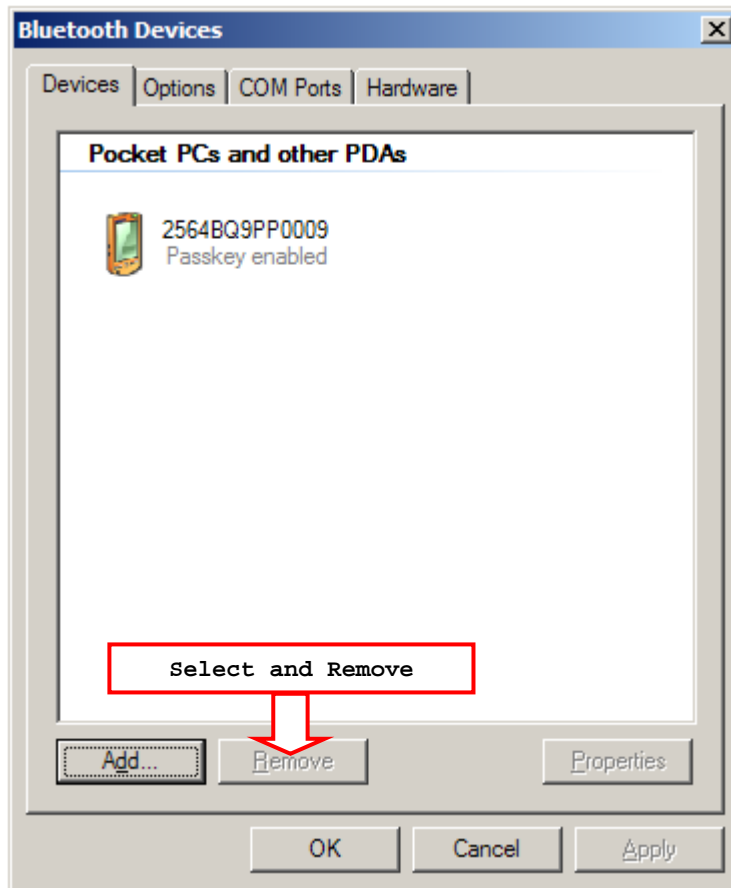 Bluetooth Devices
Devices Options COM Ports Hardware
Pocket PCs and other PDAs
2564BQ9PP0009
Passkey enabled
Select and Remove
Add... Remove Properties
OK Cancel Apply